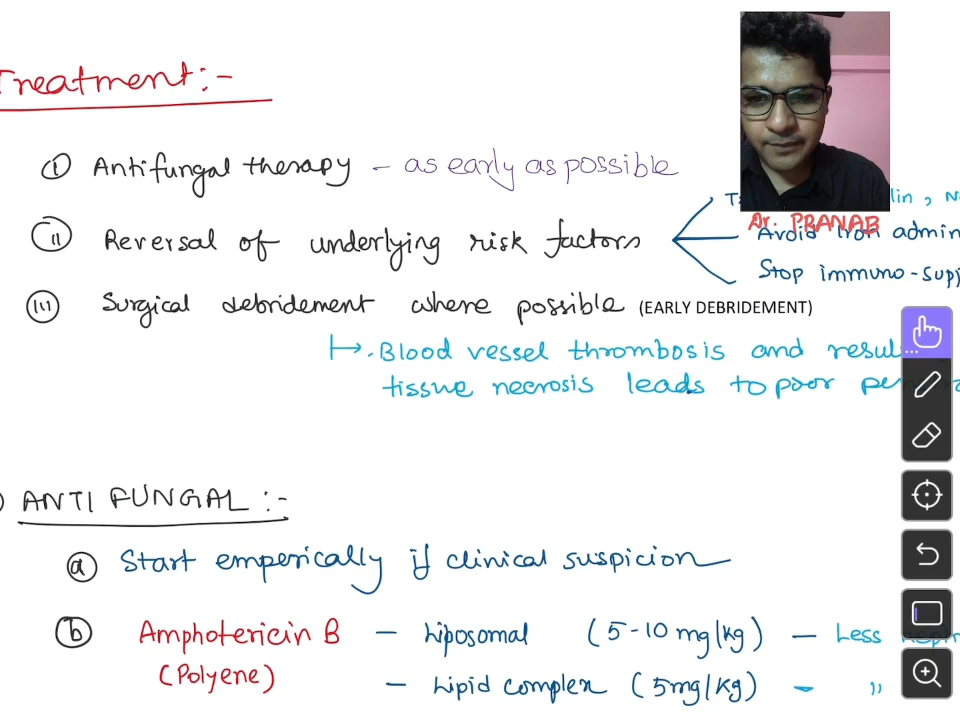 Treatment:-
① Antifungal therapy - as early as possible
lin, N
Dr. PRANAB
⑪ Reversal of underlying risk factors
Avoid Iron admin
Stop immuno-sup
(III) Surgical debridement where possible (EARLY DEBRIDEMENT)
↦ . Blood vessel thrombosis and resul
tissue necrosis leads to poor pe
) ANTI FUNGAL :-
ⓐ Start emperically if clinical suspicion
ⓑ Amphotericin B - Liposomal (5-10 mg/kg) - Less
(Polyene) - Lipid complex (5mg/kg) - "